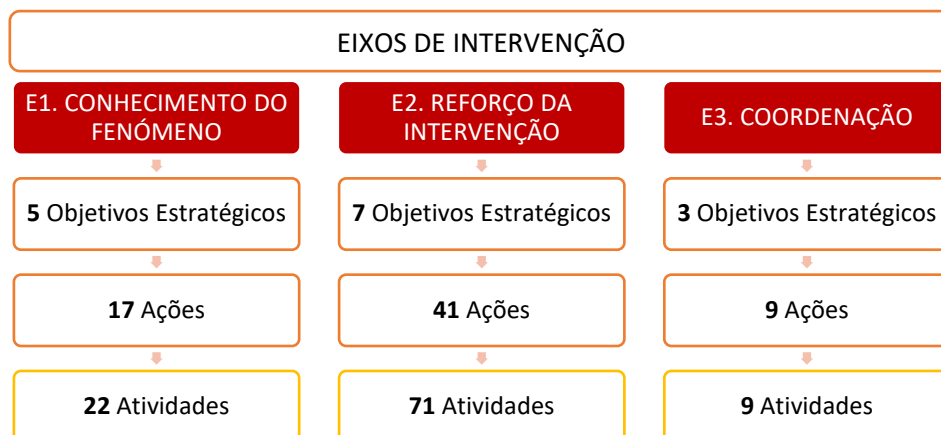 EIXOS DE INTERVENÇÃO
E1. CONHECIMENTO DO
FENÓMENO
5 Objetivos Estratégicos
17 Ações
22 Atividades
E2. REFORÇO DA
INTERVENÇÃO
7 Objetivos Estratégicos
41 Ações
71 Atividades
E3. COORDENAÇÃO
3 Objetivos Estratégicos
9 Ações
9 Atividades